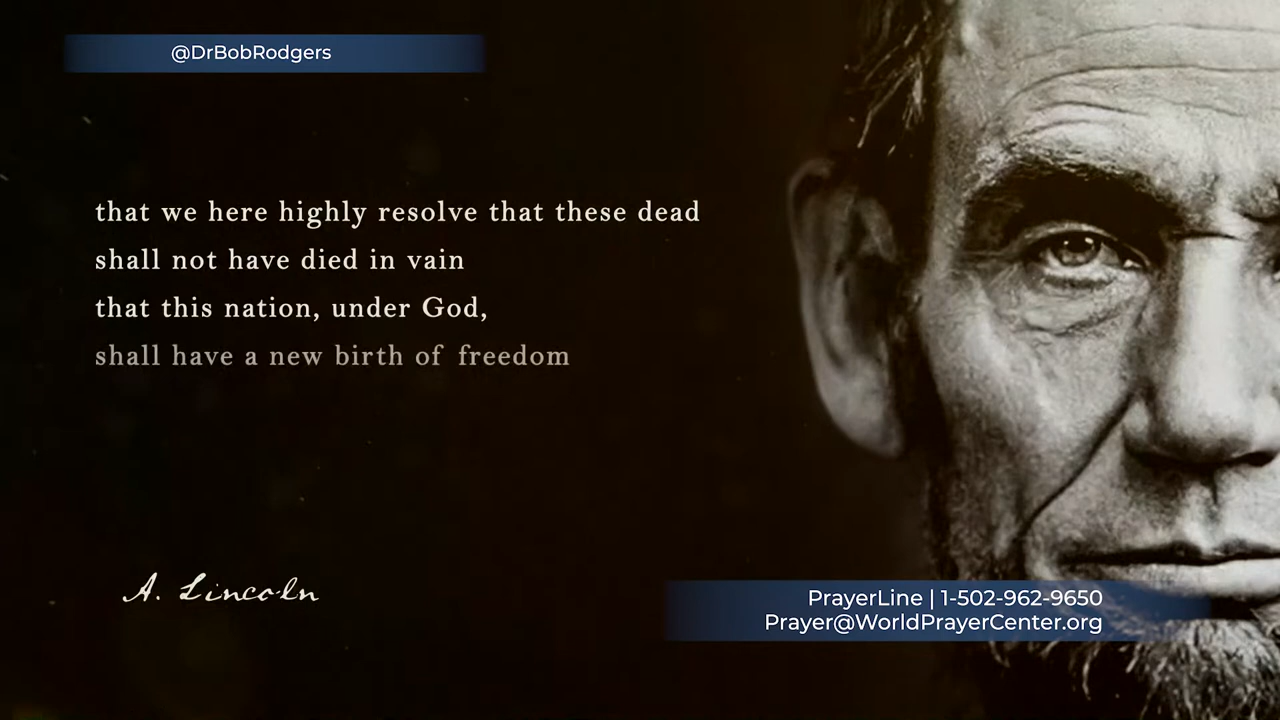 @DrBobRodgers
that we here highly resolve that these dead
shall not have died in vain
that this nation, under God,
shall have a new birth of freedom
A. Lincoln
PrayerLine | 1-502-962-9650
Prayer@WorldPrayerCenter.org